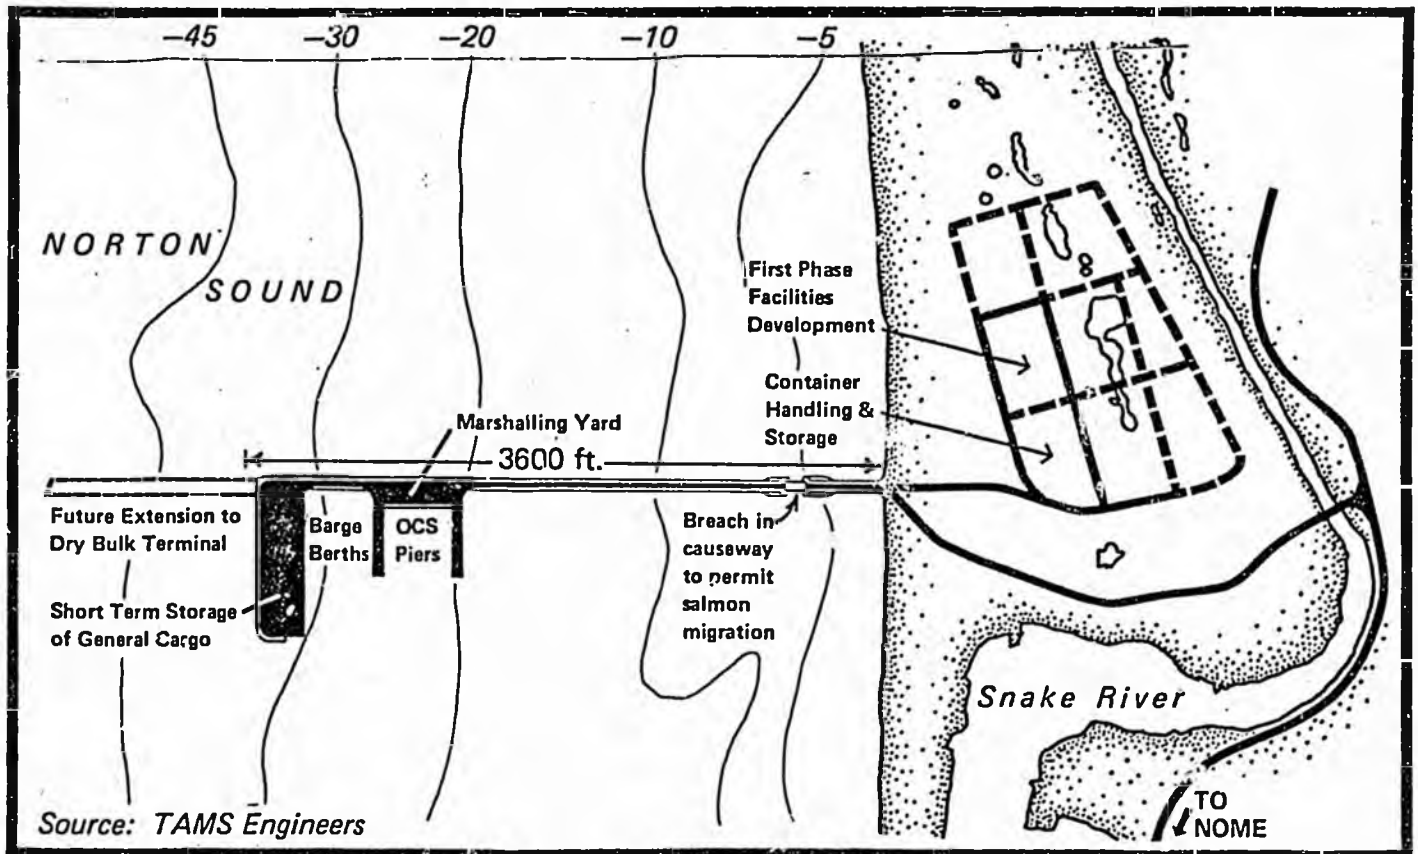 -45 -30 -20 -10 -5
NORTON
SOUND
First Phase
Facilities
Development
Container
Handling &
Storage
Marshalling Yard
3600 ft.
Future Extension to
Dry Bulk Terminal
Barge
Berths
OCS
Piers
Short Term Storage
of General Cargo
Breach in
causeway
to permit
salmon
migration
Snake River
TO
NOME
Source: TAMS Engineers